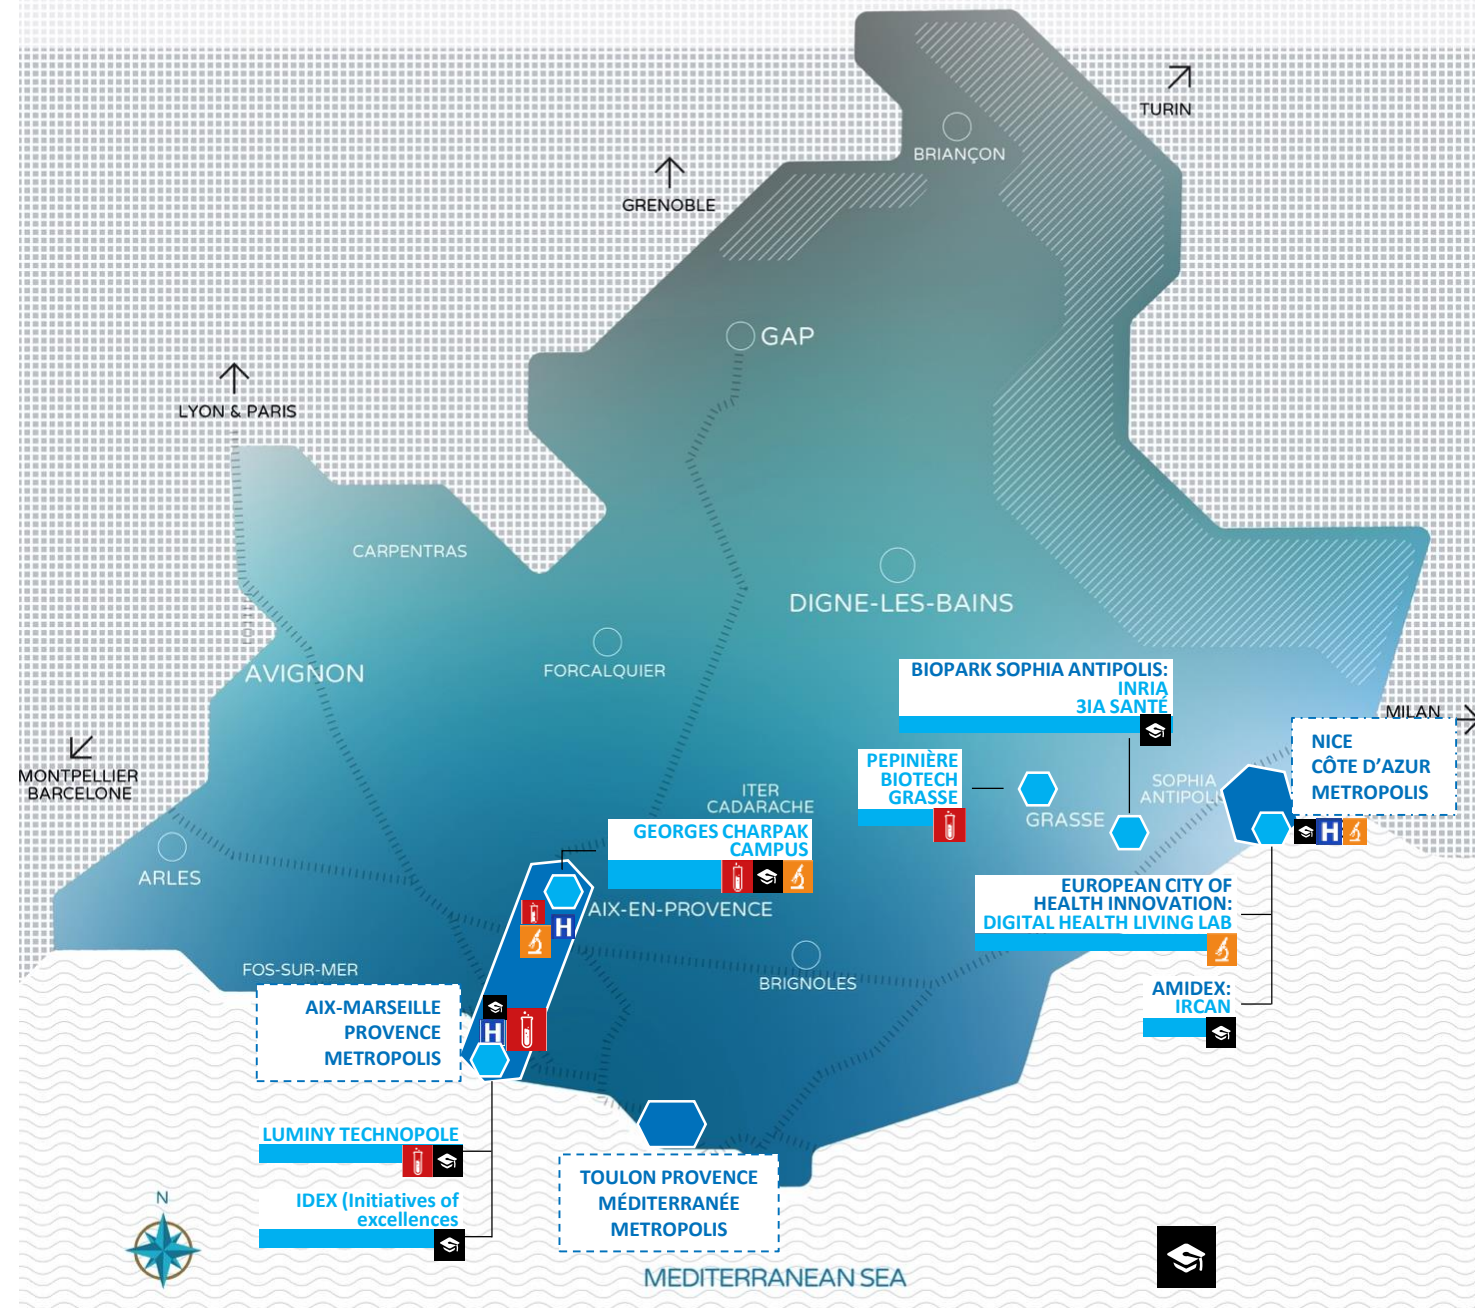 TURIN
BRIANÇON
GRENOBLE
GAP
LYON & PARIS
CARPENTRAS
DIGNE-LES-BAINS
FORCALQUIER
AVIGNON
BIOPARK SOPHIA ANTIPOLIS:
INRIA
3IA SANTÉ
MILAN
NICE
CÔTE D'AZUR
METROPOLIS
MONTPELLIER
BARCELONE
PEPINIÈRE
BIOTECH
GRASSE
SOPHIA
ANTIPOLIS
GRASSE
ITER
CADARACHE
GEORGES CHARPAK
CAMPUS
H
ARLES
EUROPEAN CITY OF
HEALTH INNOVATION:
DIGITAL HEALTH LIVING LAB
AIX-EN-PROVENCE
H
BRIGNOLES
FOS-SUR-MER
AMIDEX:
IRCAN
AIX-MARSEILLE
PROVENCE
METROPOLIS
H
LUMINY TECHNOPOLE
IDEX (Initiatives of
excellences
TOULON PROVENCE
MÉDITERRANÉE
METROPOLIS
N
MEDITERRANEAN SEA